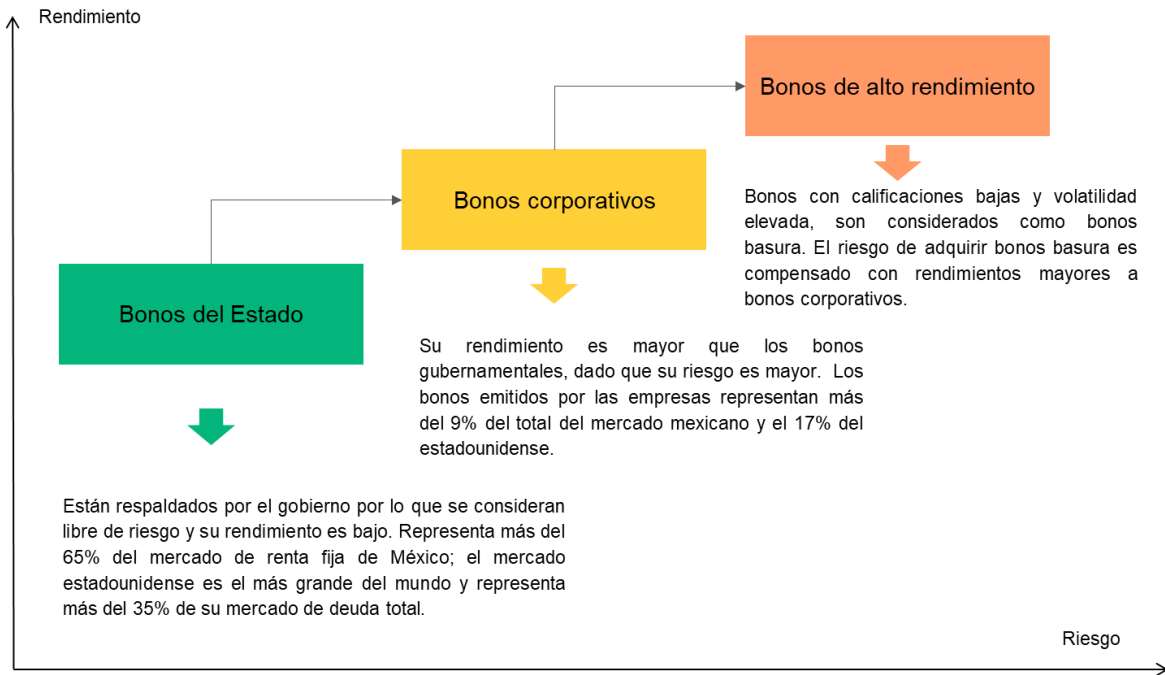 Rendimiento
Bonos de alto rendimiento
Bonos con calificaciones bajas y volatilidad
elevada, son considerados como bonos
basura. El riesgo de adquirir bonos basura es
compensado con rendimientos mayores a
bonos corporativos.
Bonos corporativos
Su rendimiento es mayor que los bonos
gubernamentales, dado que su riesgo es mayor. Los
bonos emitidos por las empresas representan más
del 9% del total del mercado mexicano y el 17% del
estadounidense.
Bonos del Estado
Están respaldados por el gobierno por lo que se consideran
libre de riesgo y su rendimiento es bajo. Representa más del
65% del mercado de renta fija de México; el mercado
estadounidense es el más grande del mundo y representa
más del 35% de su mercado de deuda total.
Riesgo